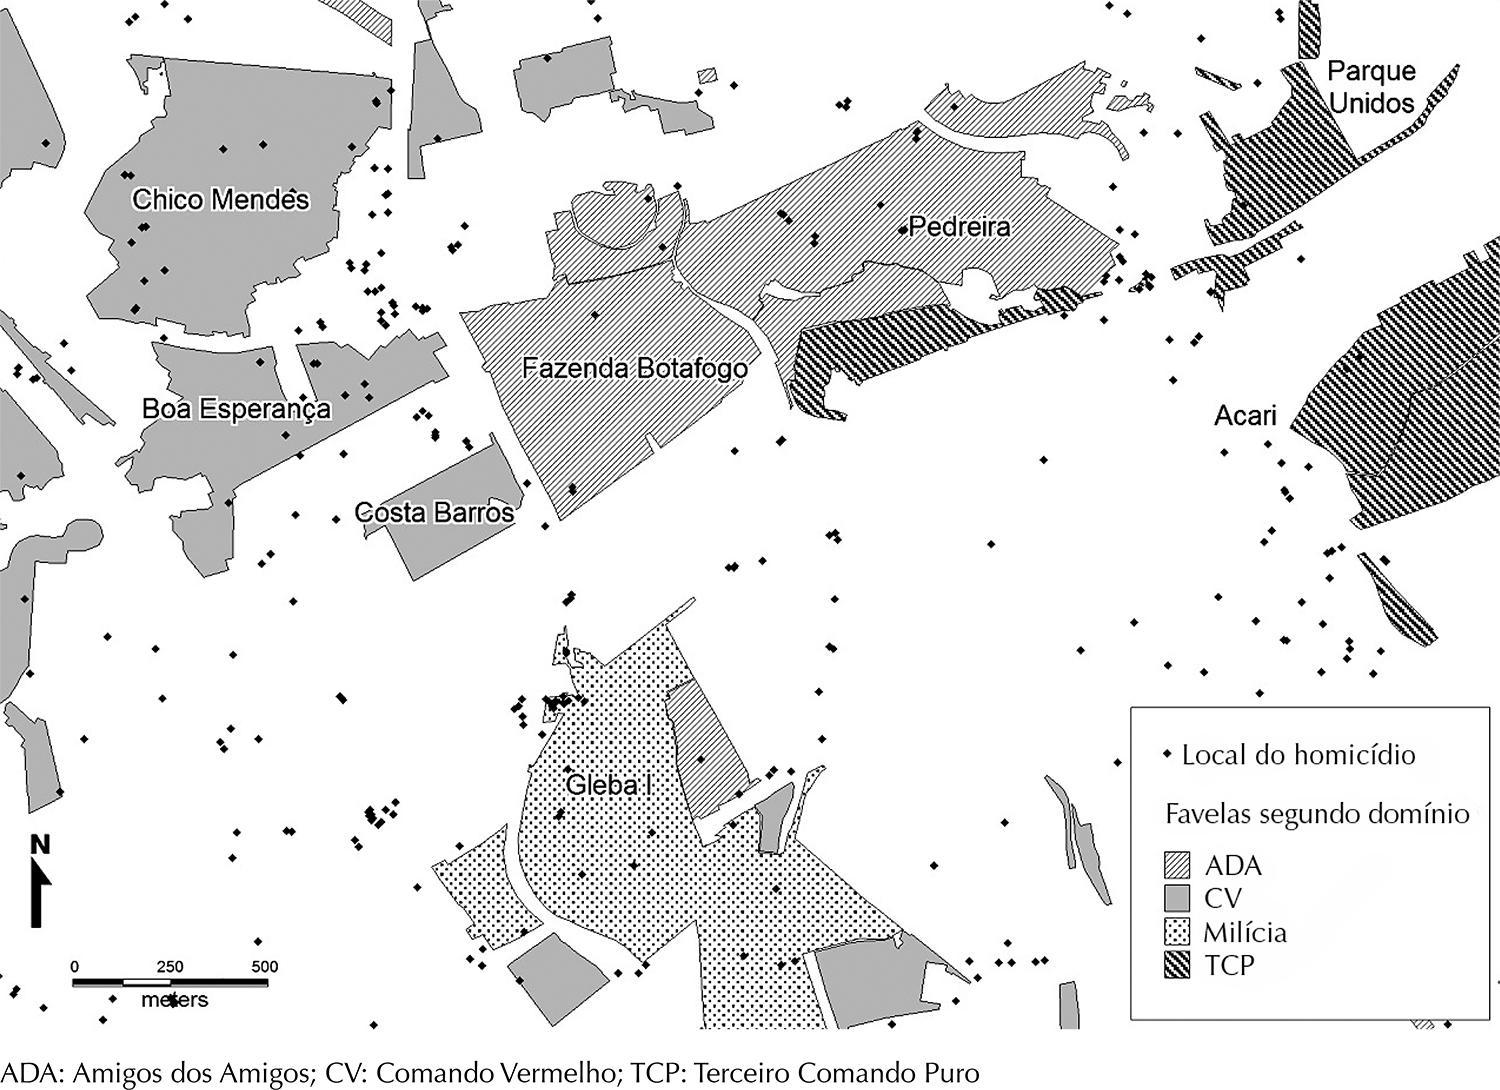 Parque
Unidos
Chico Mendes
Pedreira
Fazenda Botafogo
Boa Esperança
Acari
Costa Barros
Gleba I
N
0 250 500
meters
Local do homicídio
Favelas segundo domínio
ADA
CV
Milícia
TCP
ADA: Amigos dos Amigos; CV: Comando Vermelho; TCP: Terceiro Comando Puro